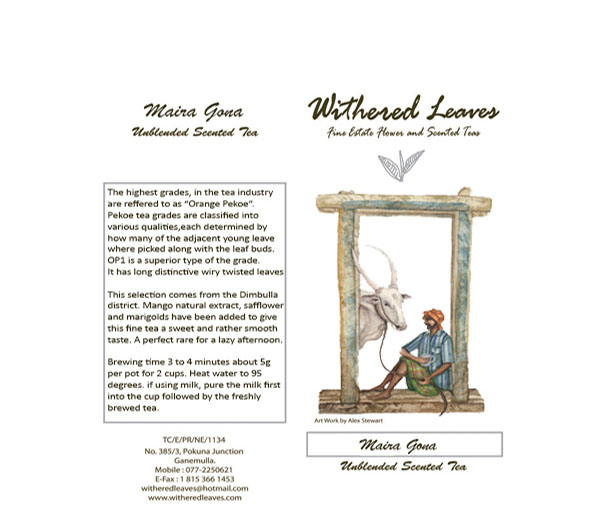 Maira Gona
Unblended Scented Tea
The highest grades, in the tea industry
are reffered to as “Orange Pekoe”.
Pekoe tea grades are classified into
various qualities,each determined by
how many of the adjacent young leave
where picked along with the leaf buds.
OP1 is a superior type of the grade.
It has long distinctive wiry twisted leaves
This selection comes from the Dimbulla
district. Mango natural extract, safflower
and marigolds have been added to give
this fine tea a sweet and rather smooth
taste. A perfect rare for a lazy afternoon.
Brewing time 3 to 4 minutes about 5g
per pot for 2 cups. Heat water to 95
degrees. if using milk, pure the milk first
into the cup followed by the freshly
brewed tea.
TC/E/PR/NE/1134
No. 385/3, Pokuna Junction
Ganemulla.
Mobile : 077-2250621
E-Fax : 1 815 366 1453
witheredleaves@hotmail.com
www.witheredleaves.com
Withered Leaves
Fine Estate Flower and Scented Teas
Art Work by Alex Stewart
Maira Gona
Unblended Scented Tea